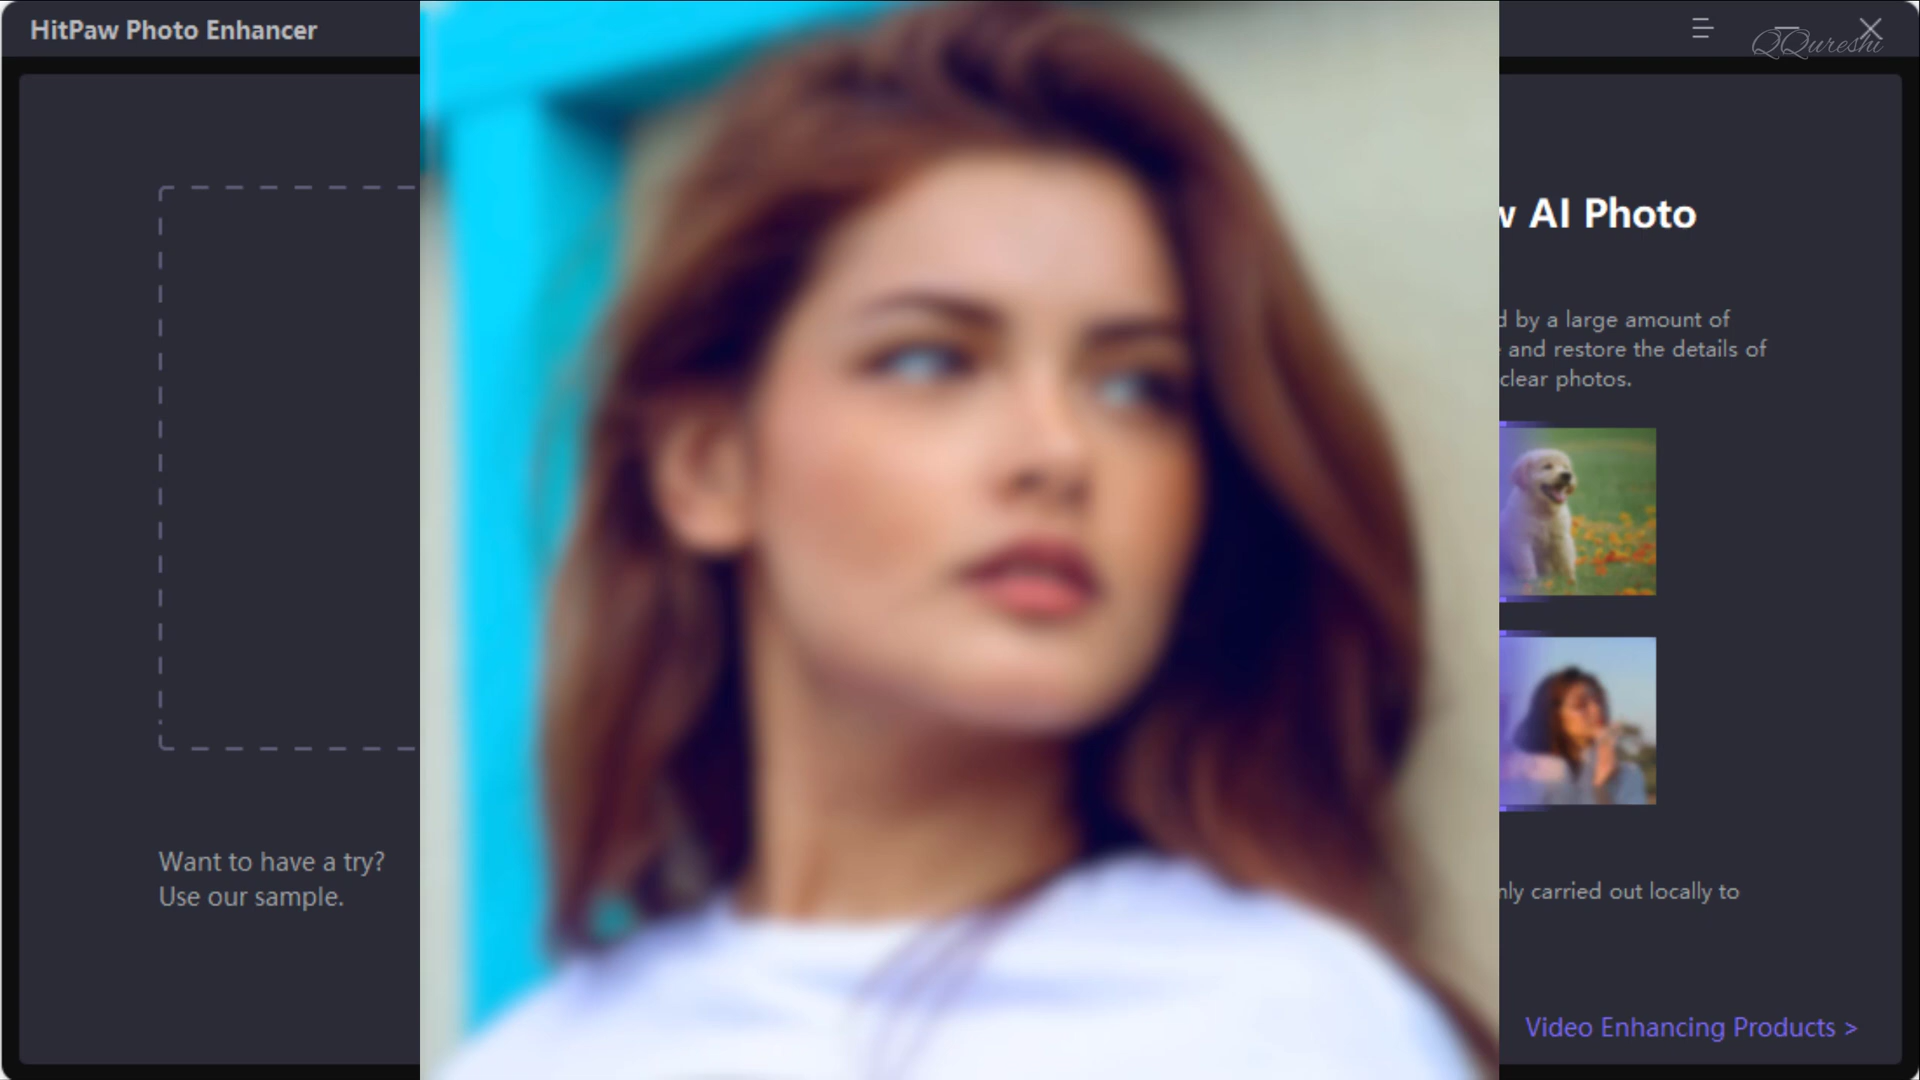 HitPaw Photo Enhancer
QQureshi
AI Photo
by a large amount of
and restore the details of
clear photos.
Want to have a try?
Use our sample.
carried out locally to
Video Enhancing Products >